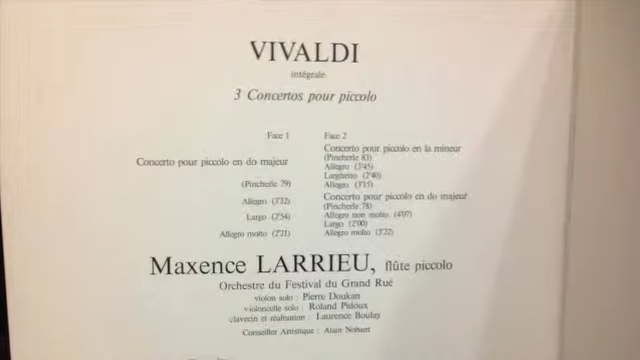 VIVALDI
intégrale
3 Concertos pour piccolo
Face 1
Concerto pour piccolo en do majeur
(Pincherle 79)
Allegro (3'32)
Largo (2'54)
Allegro molto (2'21)
Face 2
Concerto pour piccolo en la mineur
(Pincherle 83)
Allegro (3'45)
Larghetto (2'40)
Allegro (3'15)
Concerto pour piccolo en do majeur
(Pincherle 78)
Allegro non molto (4'07)
Largo (2'00)
Allegro molto (3'22)
Maxence LARRIEU, flûte piccolo
Orchestre du Festival du Grand Rué
violon solo : Pierre Doukan
violoncelle solo : Roland Pidoux
clavecin et réalisation : Laurence Boulay
Conseiller Artistique : Alain Nohant